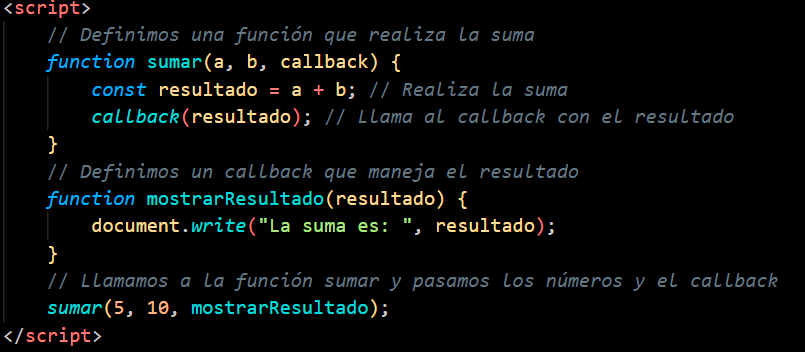 <script>
// Definimos una función que realiza la suma
function sumar(a, b, callback) {
const resultado = a + b; // Realiza la suma
callback(resultado); // Llama al callback con el resultado
}
// Definimos un callback que maneja el resultado
function mostrarResultado(resultado) {
document.write("La suma es: ", resultado);
}
// Llamamos a la función sumar y pasamos los números y el callback
sumar(5, 10, mostrarResultado);
</script>